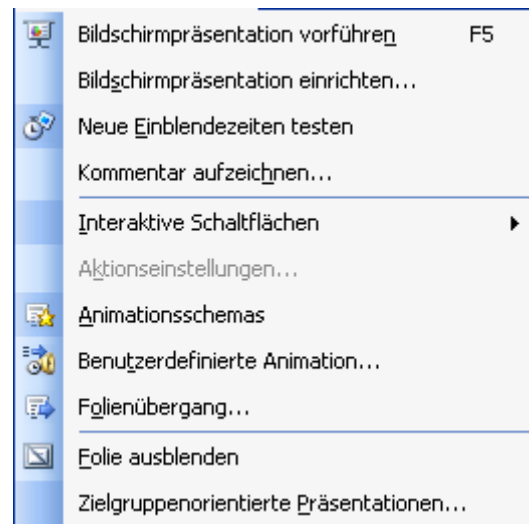 Bildschirmpräsentation vorführen F5
Bildschirmpräsentation einrichten...
Neue Einblendezeiten testen
Kommentar aufzeichnen...
Interaktive Schaltflächen
Aktionseinstellungen...
Animationsschemas
Benutzerdefinierte Animation...
Folienübergang...
Folie ausblenden
Zielgruppenorientierte Präsentationen...